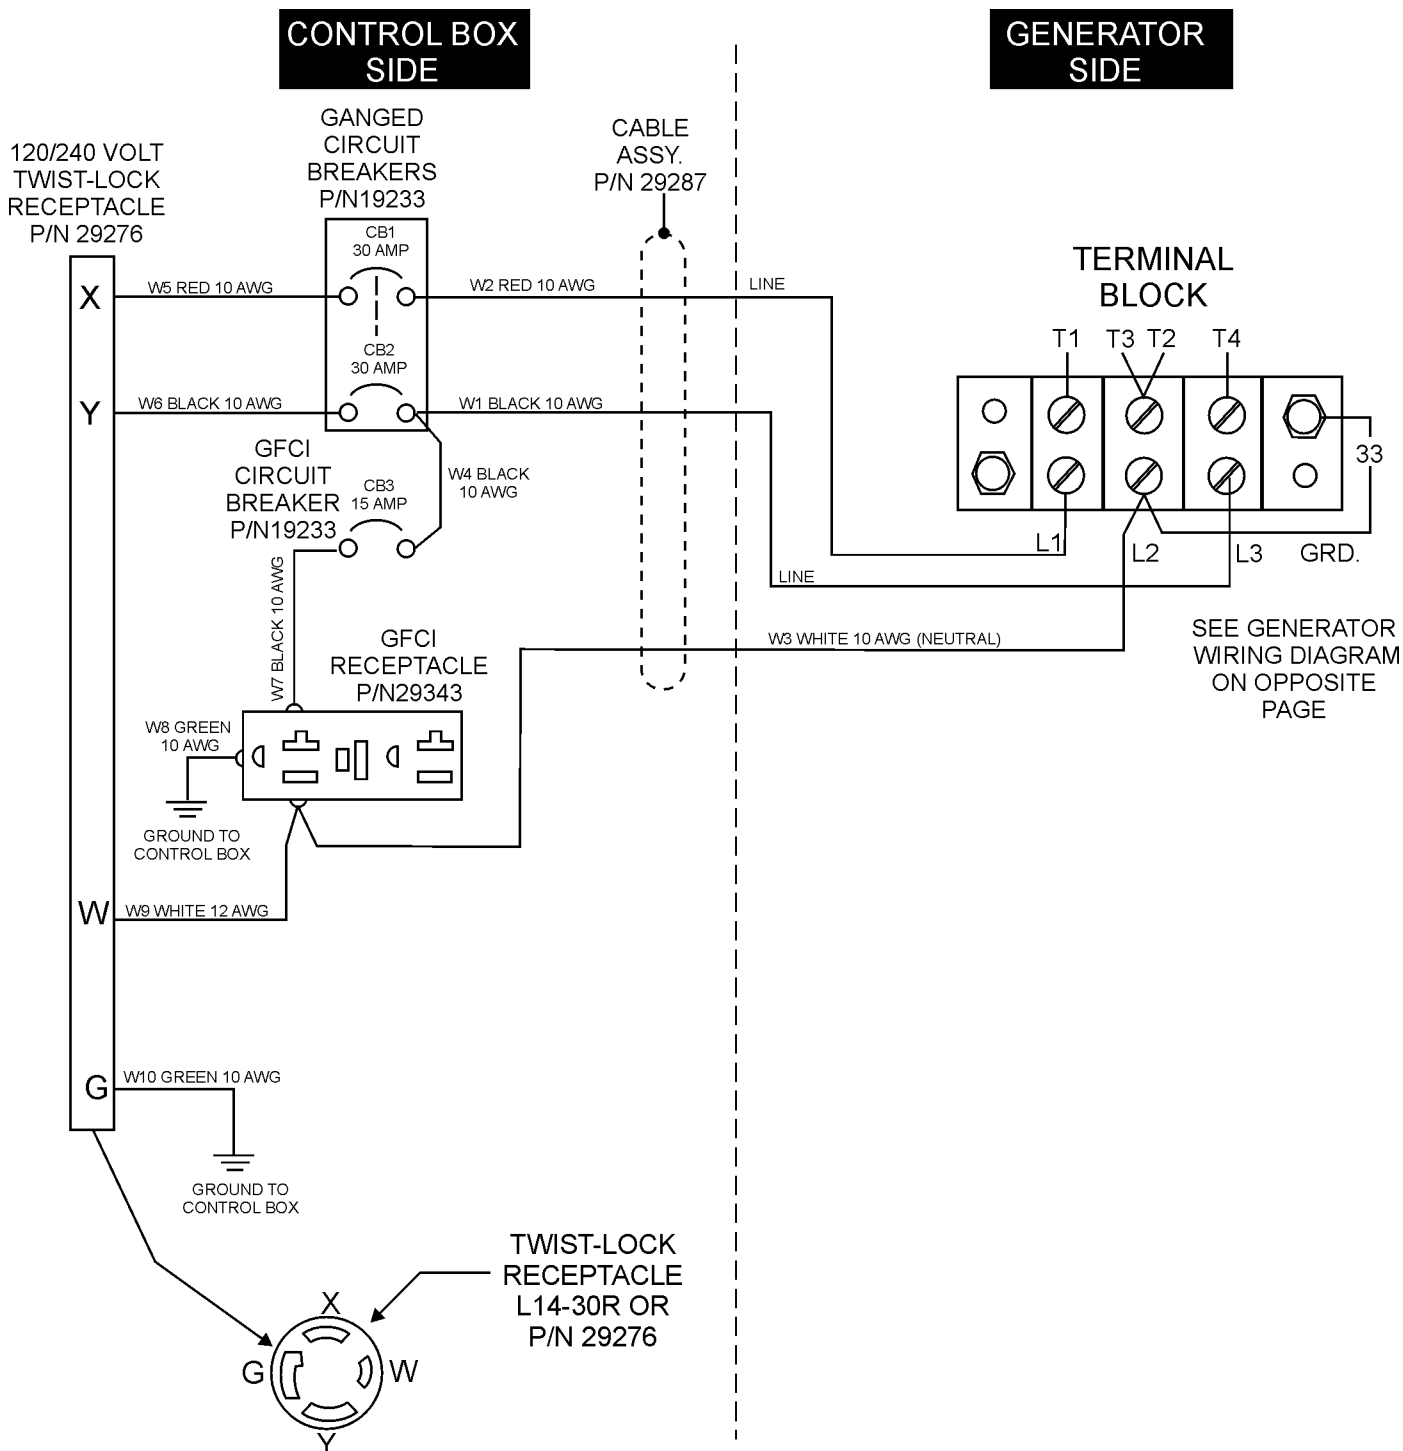 CONTROL BOX
SIDE
GENERATOR
SIDE
120/240 VOLT
TWIST-LOCK
RECEPTACLE
P/N 29276
GANGED
CIRCUIT
BREAKERS
P/N19233
CABLE
ASSY.
P/N 29287
CB1
30 AMP
X
W5 RED 10 AWG
W2 RED 10 AWG
LINE
CB2
30 AMP
Y
W6 BLACK 10 AWG
W1 BLACK 10 AWG
TERMINAL
BLOCK
T1
T3
T2
T4
33
L1
L2
L3
GRD.
GFCI
CIRCUIT
BREAKER
P/N19233
CB3
15 AMP
W4 BLACK
10 AWG
LINE
W7 BLACK 10 AWG
GFCI
RECEPTACLE
P/N29343
W3 WHITE 10 AWG (NEUTRAL)
SEE GENERATOR
WIRING DIAGRAM
ON OPPOSITE
PAGE
W8 GREEN
10 AWG
GROUND TO
CONTROL BOX
W
W9 WHITE 12 AWG
G
W10 GREEN 10 AWG
GROUND TO
CONTROL BOX
TWIST-LOCK
RECEPTACLE
L14-30R OR
P/N 29276
X
G
W
Y